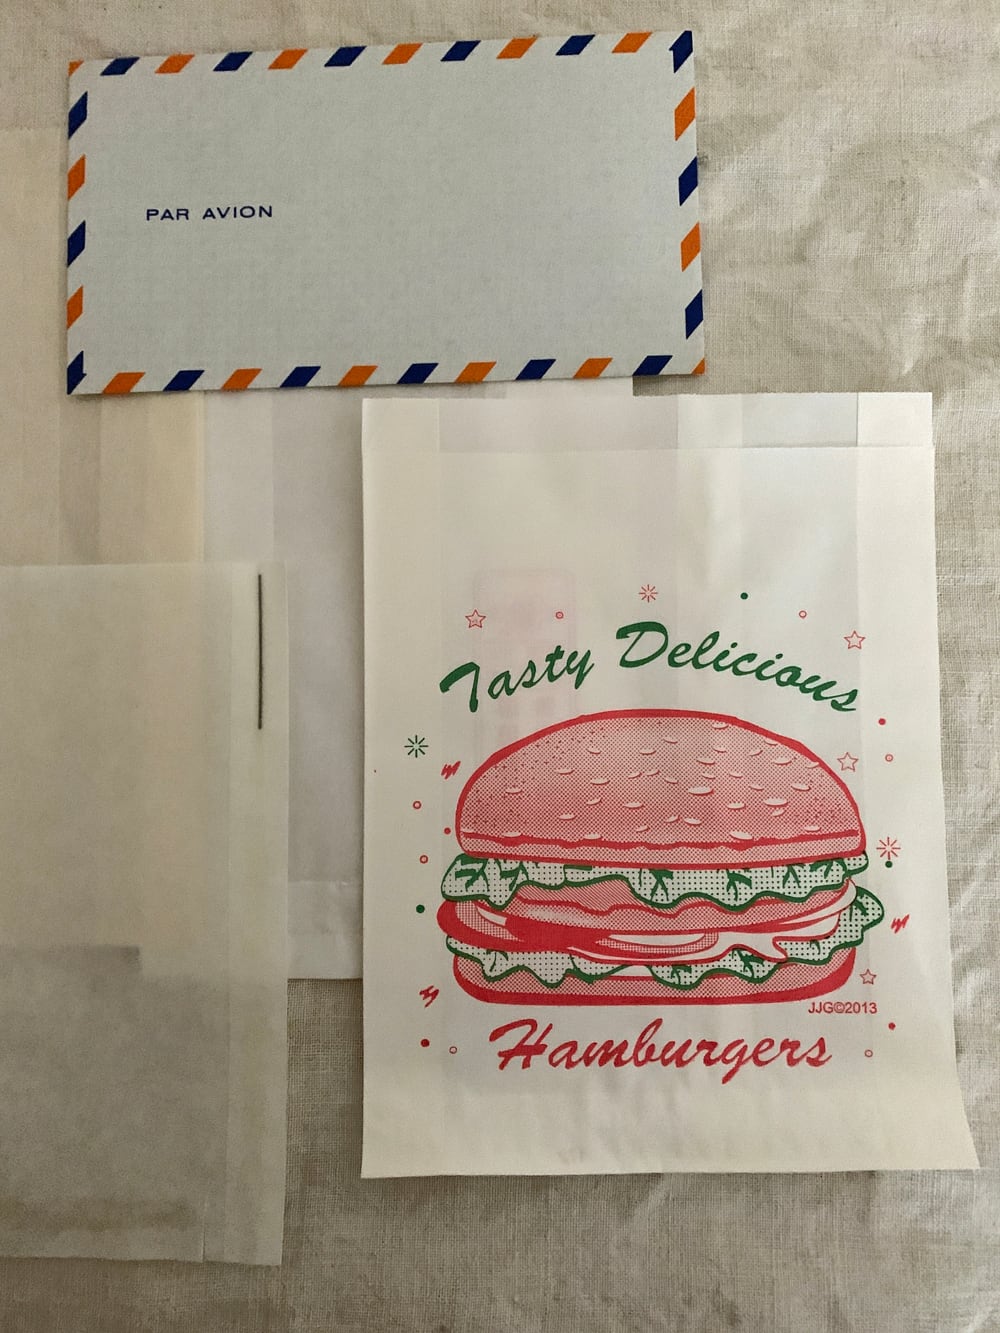 PAR AVION
Tasty Delicious
JJG©2013
Hamburgers